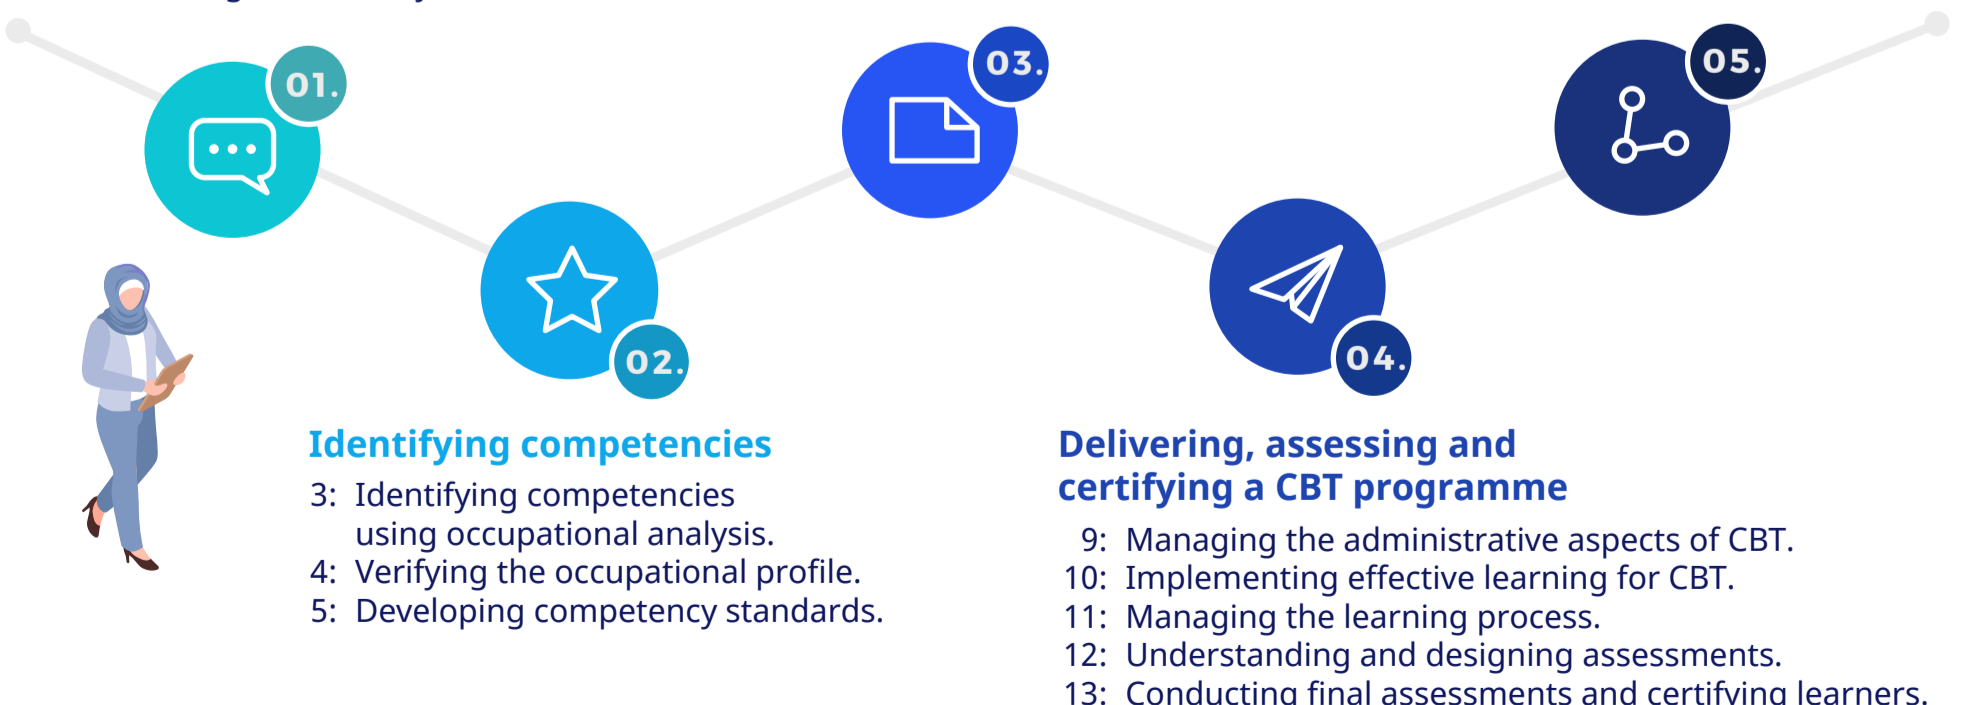 01.
03.
05.
02.
04.
Identifying competencies
3: Identifying competencies
using occupational analysis.
4: Verifying the occupational profile.
5: Developing competency standards.
Delivering, assessing and
certifying a CBT programme
9: Managing the administrative aspects of CBT.
10: Implementing effective learning for CBT.
11: Managing the learning process.
12: Understanding and designing assessments.
13: Conducting final assessments and certifying learners.